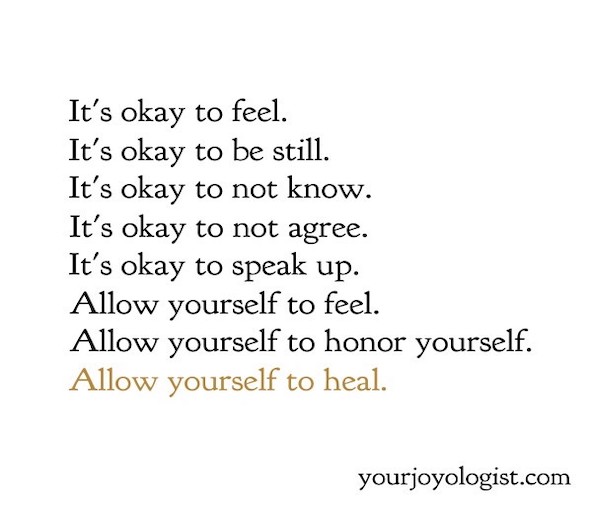 It's okay to feel.
It's okay to be still.
It's okay to not know.
It's okay to not agree.
It's okay to speak up.
Allow yourself to feel.
Allow yourself to honor yourself.
Allow yourself to heal.
yourjoyologist.com